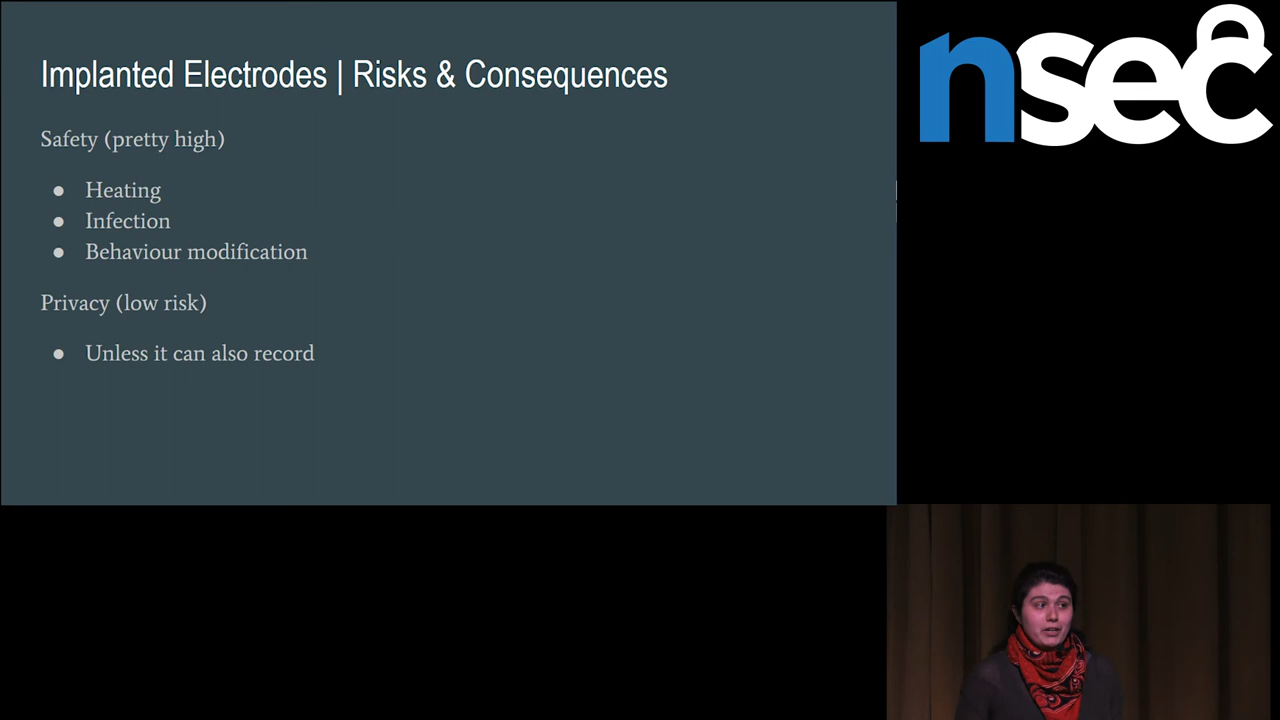 Implanted Electrodes | Risks & Consequences
nsec
Safety (pretty high)
● Heating
● Infection
● Behaviour modification
Privacy (low risk)
● Unless it can also record